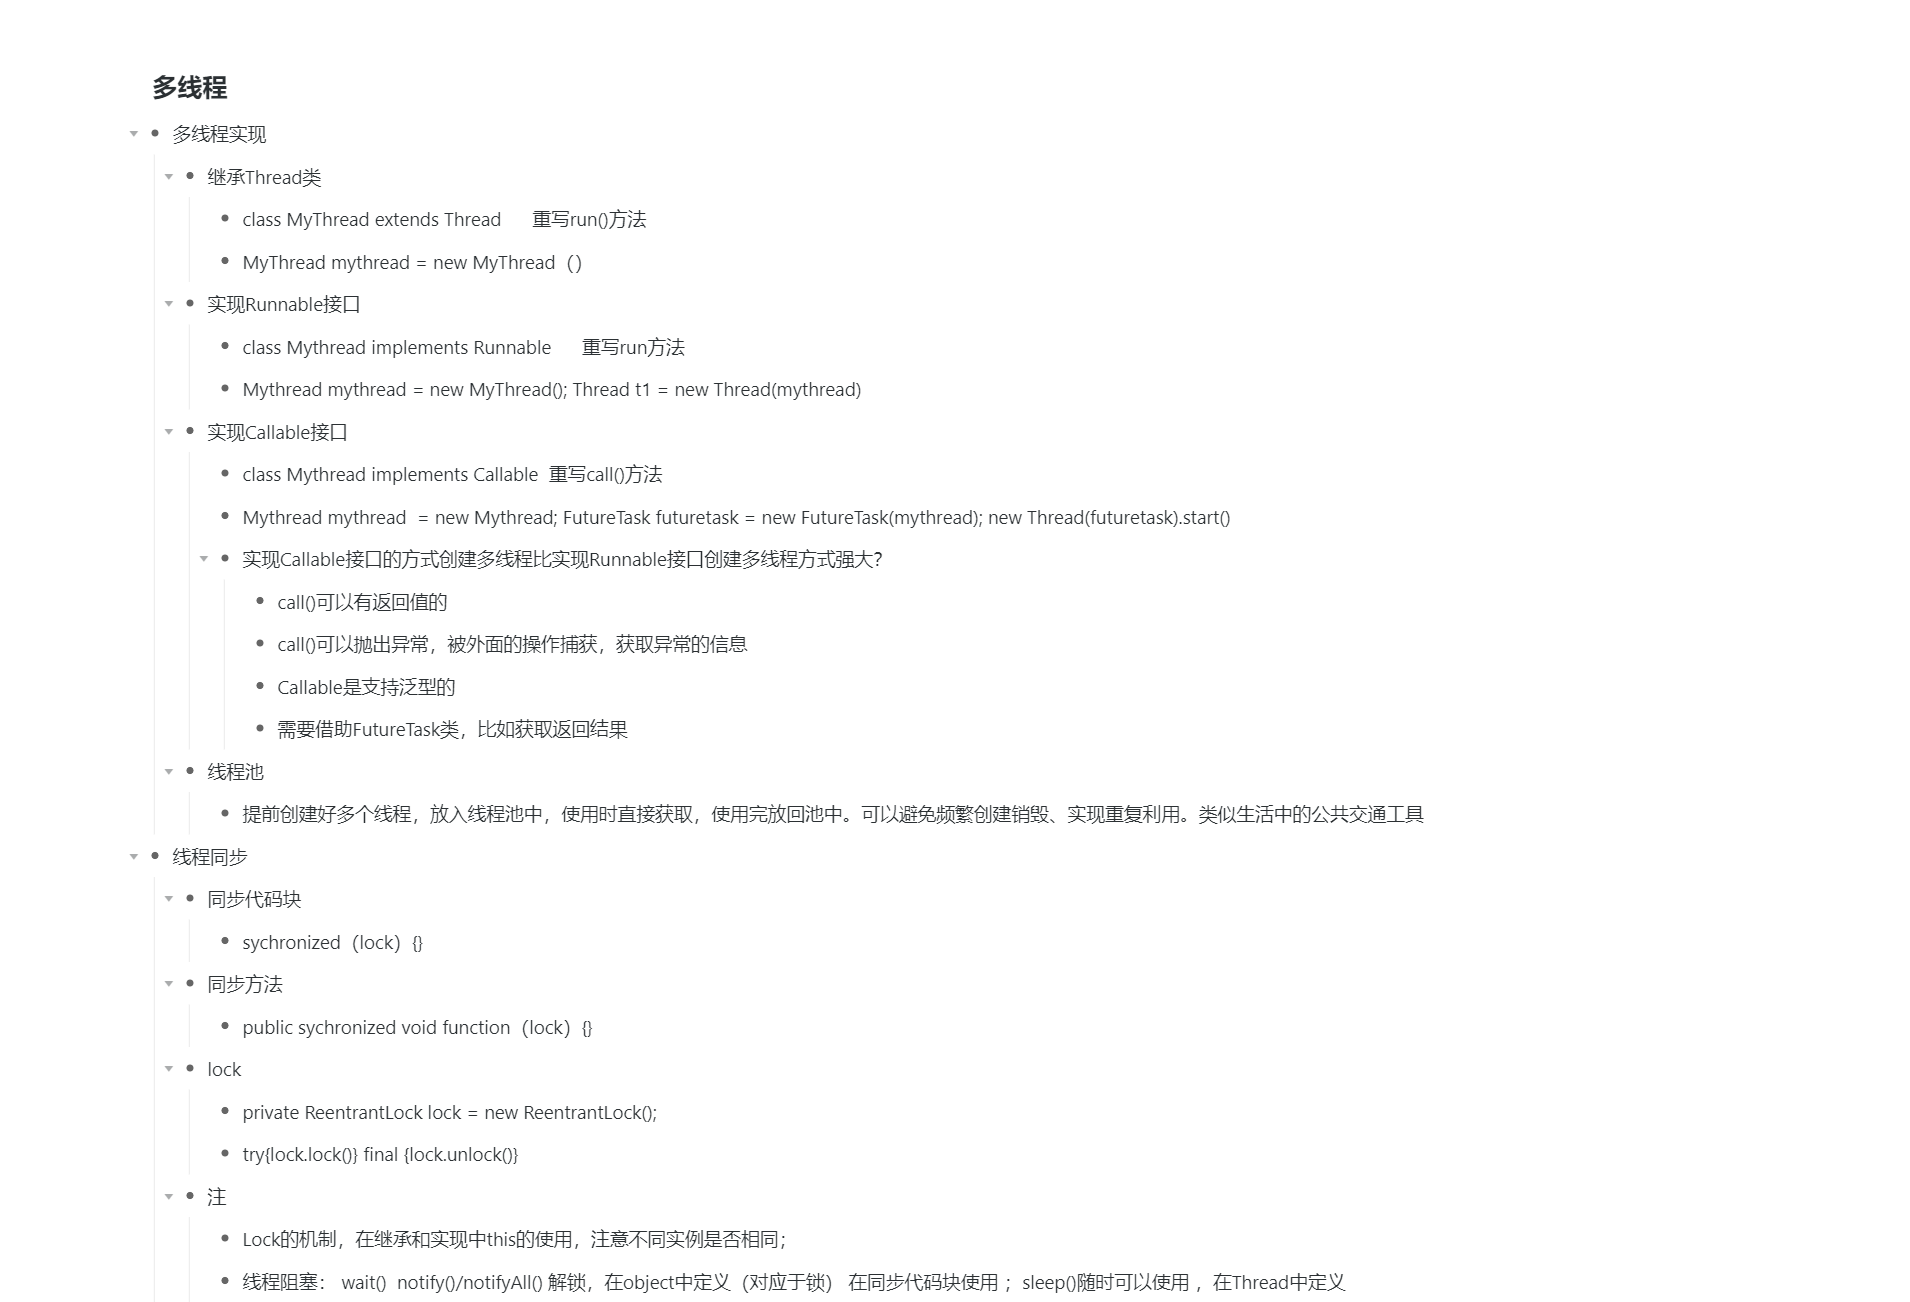 多线程
多线程实现
继承Thread类
class MyThread extends Thread      重写run()方法
MyThread mythread = new MyThread（）
实现Runnable接口
class Mythread implements Runnable      重写run方法
Mythread mythread = new MyThread(); Thread t1 = new Thread(mythread)
实现Callable接口
class Mythread implements Callable  重写call()方法
Mythread mythread  = new Mythread; FutureTask futuretask = new FutureTask(mythread); new Thread(futuretask).start()
实现Callable接口的方式创建多线程比实现Runnable接口创建多线程方式强大?
call()可以有返回值的
call()可以抛出异常，被外面的操作捕获，获取异常的信息
Callable是支持泛型的
需要借助FutureTask类，比如获取返回结果
线程池
提前创建好多个线程，放入线程池中，使用时直接获取，使用完放回池中。可以避免频繁创建销毁、实现重复利用。类似生活中的公共交通工具
线程同步
同步代码块
sychronized（lock）{}
同步方法
public sychronized void function（lock）{}
lock
private ReentrantLock lock = new ReentrantLock();
try{lock.lock()} final {lock.unlock()}
注
Lock的机制，在继承和实现中this的使用，注意不同实例是否相同；
线程阻塞： wait()  notify()/notifyAll() 解锁，在object中定义（对应于锁） 在同步代码块使用； sleep()随时可以使用 ，在Thread中定义